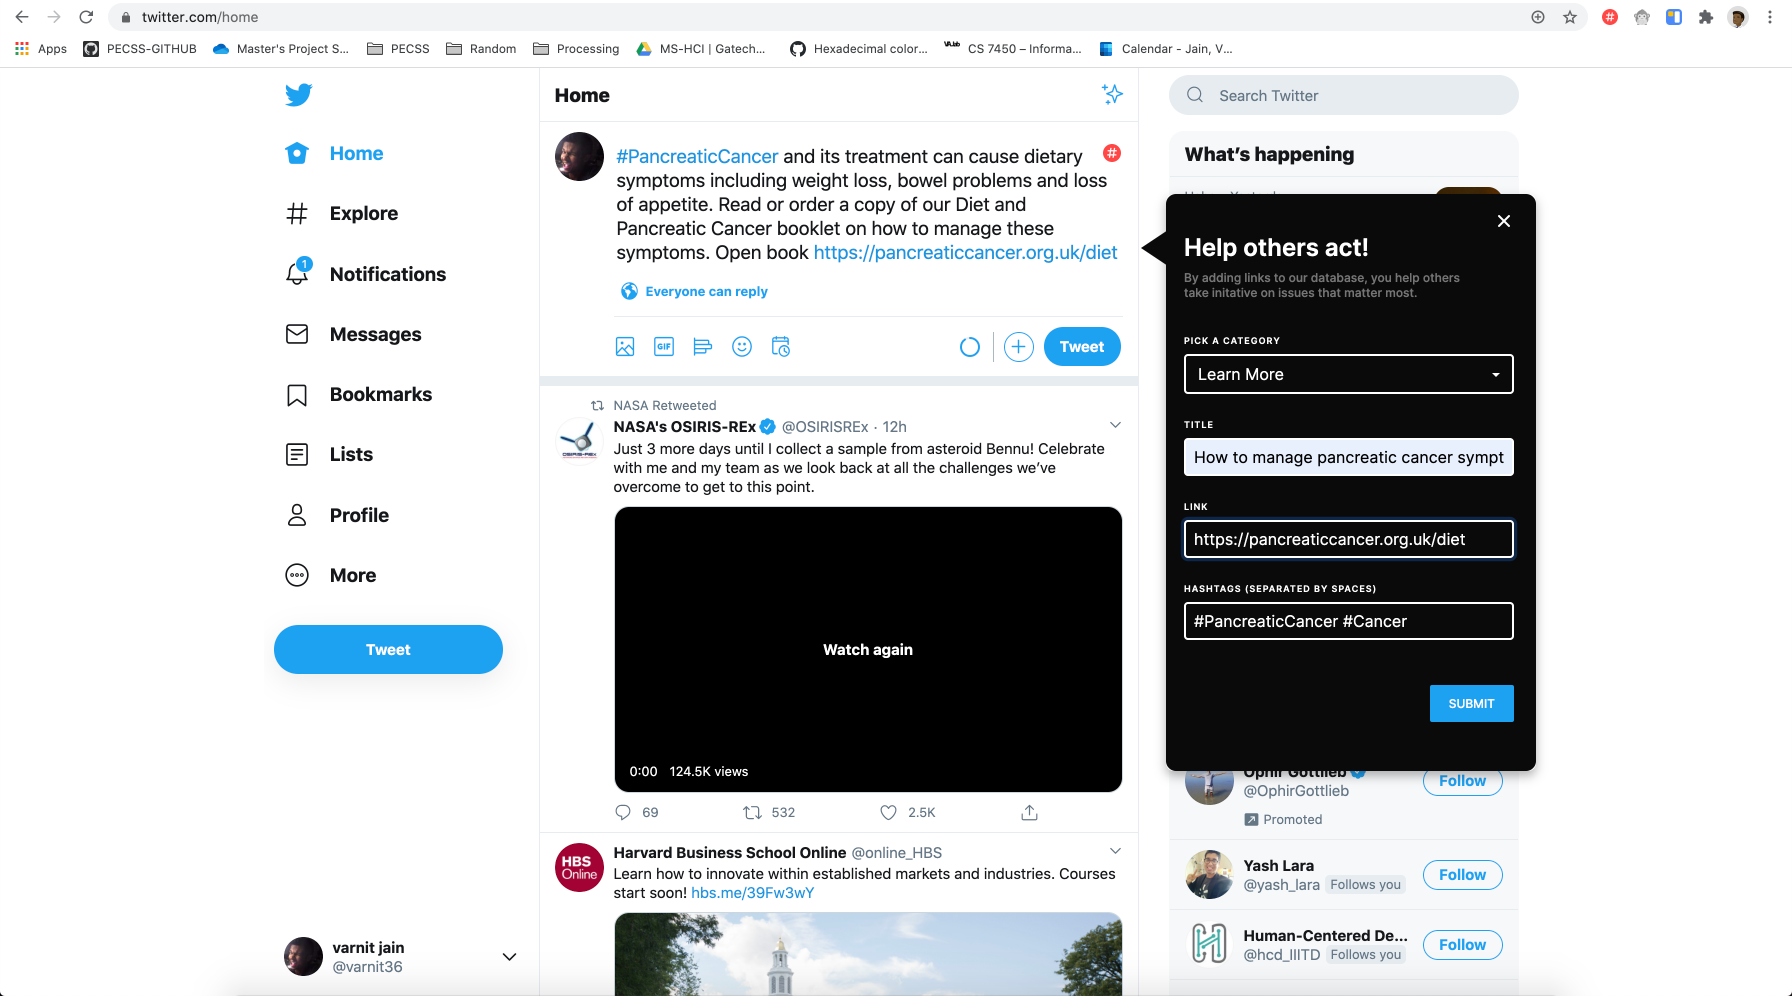 twitter.com/home
Apps
PECSS-GITHUB
Master's Project S...
PECSS
Random
Processing
MS-HCI | Gatech...
Hexadecimal color...
CS 7450 – Informa...
Calendar - Jain, V...
Home
Explore
1
Notifications
Messages
Bookmarks
Lists
Profile
More
Tweet
varnit jain
@varnit36
Home
#PancreaticCancer and its treatment can cause dietary
symptoms including weight loss, bowel problems and loss
of appetite. Read or order a copy of our Diet and
Pancreatic Cancer booklet on how to manage these
symptoms. Open book https://pancreaticcancer.org.uk/diet
#
Everyone can reply
GIF
Tweet
NASA Retweeted
NASA's OSIRIS-REx @OSIRISREx · 12h
OSIRIS-REX
Just 3 more days until I collect a sample from asteroid Bennu! Celebrate
with me and my team as we look back at all the challenges we've
overcome to get to this point.
Watch again
0:00 124.5K views
69 532 2.5K
HBS
Online
Harvard Business School Online @online_HBS
Learn how to innovate within established markets and industries. Courses
start soon! hbs.me/39Fw3wY
Search Twitter
What's happening
Help others act!
By adding links to our database, you help others
take initative on issues that matter most.
PICK A CATEGORY
Learn More
TITLE
How to manage pancreatic cancer sympt
LINK
https://pancreaticcancer.org.uk/diet
HASHTAGS (SEPARATED BY SPACES)
#PancreaticCancer #Cancer
SUBMIT
Ophir Gottlieb
@OphirGottlieb
Follow
Promoted
Yash Lara
@yash_lara Follows you
Follow
Human-Centered De...
@hcd_IIITD Follows you
Follow